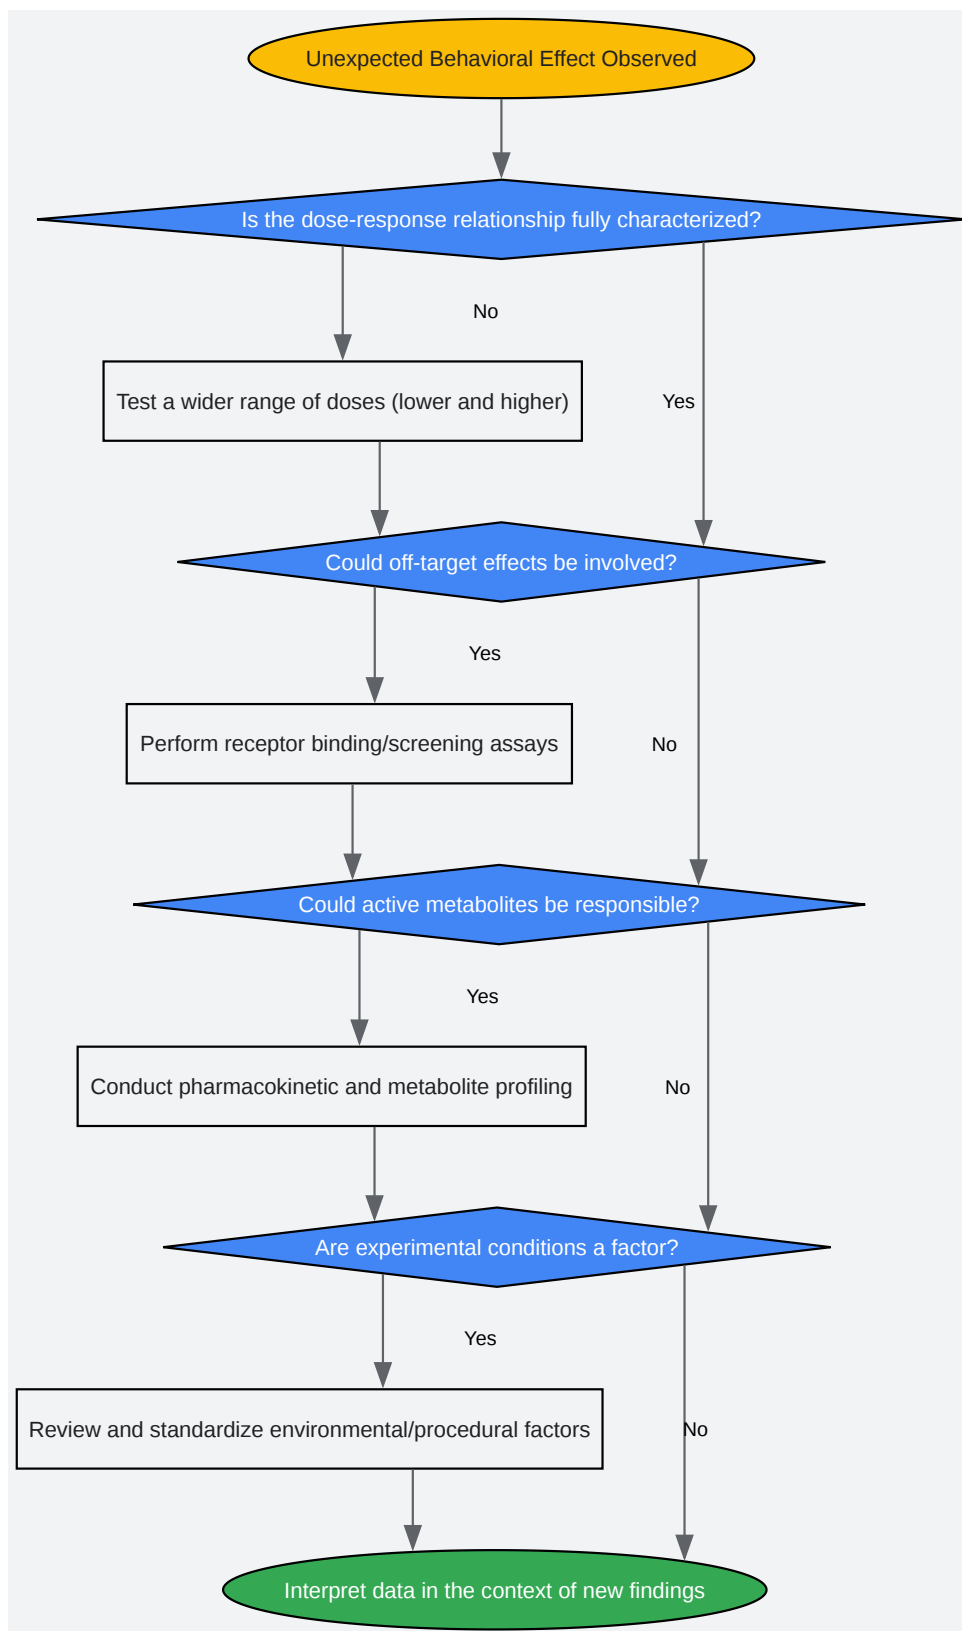 Unexpected Behavioral Effect Observed
Is the dose-response relationship fully characterized?
No
Test a wider range of doses (lower and higher)
Yes
Could off-target effects be involved?
Yes
Perform receptor binding/screening assays
No
Could active metabolites be responsible?
Yes
Conduct pharmacokinetic and metabolite profiling
No
Are experimental conditions a factor?
Yes
Review and standardize environmental/procedural factors
No
Interpret data in the context of new findings